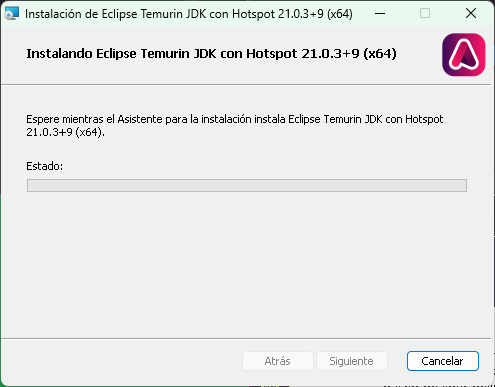 Instalación de Eclipse Temurin JDK con Hotspot 21.0.3+9 (x64)
Instalando Eclipse Temurin JDK con Hotspot 21.0.3+9 (x64)
Espere mientras el Asistente para la instalación instala Eclipse Temurin JDK con Hotspot
21.0.3+9 (x64).
Estado:
Atrás
Siguiente
Cancelar